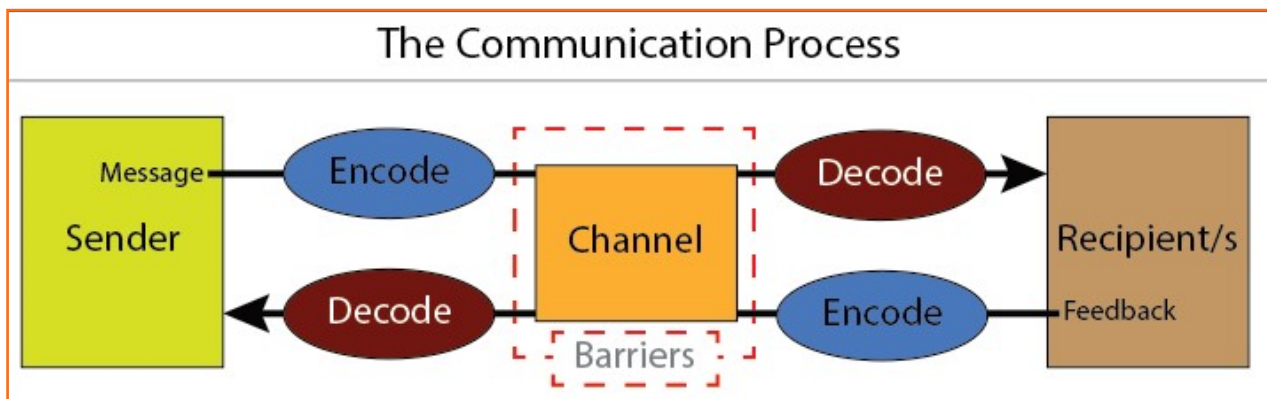 The Communication Process
Message
Encode
Decode
Sender
Channel
Recipient/s
Decode
Encode
Feedback
Barriers